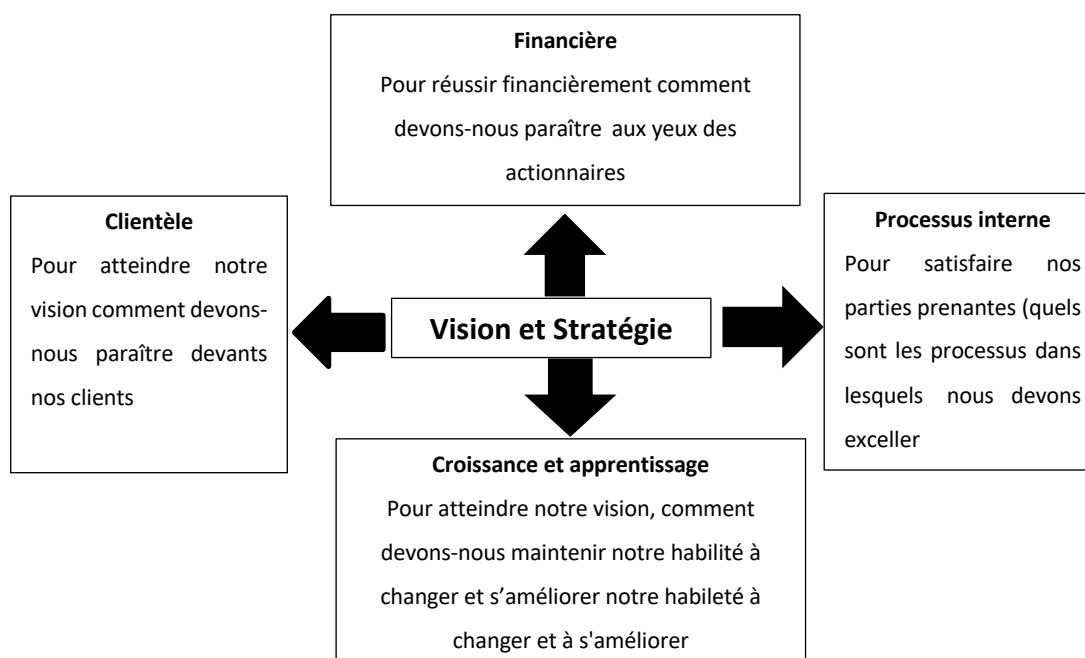 Financière
Pour réussir financièrement comment
devons-nous paraître aux yeux des
actionnaires
Clientèle
Pour atteindre notre
vision comment devons-
nous paraître devants
nos clients
Vision et Stratégie
Processus interne
Pour satisfaire nos
parties prenantes (quels
sont les processus dans
lesquels nous devons
exceller
Croissance et apprentissage
Pour atteindre notre vision, comment
devons-nous maintenir notre habilité à
changer et s’améliorer notre habileté à
changer et à s'améliorer